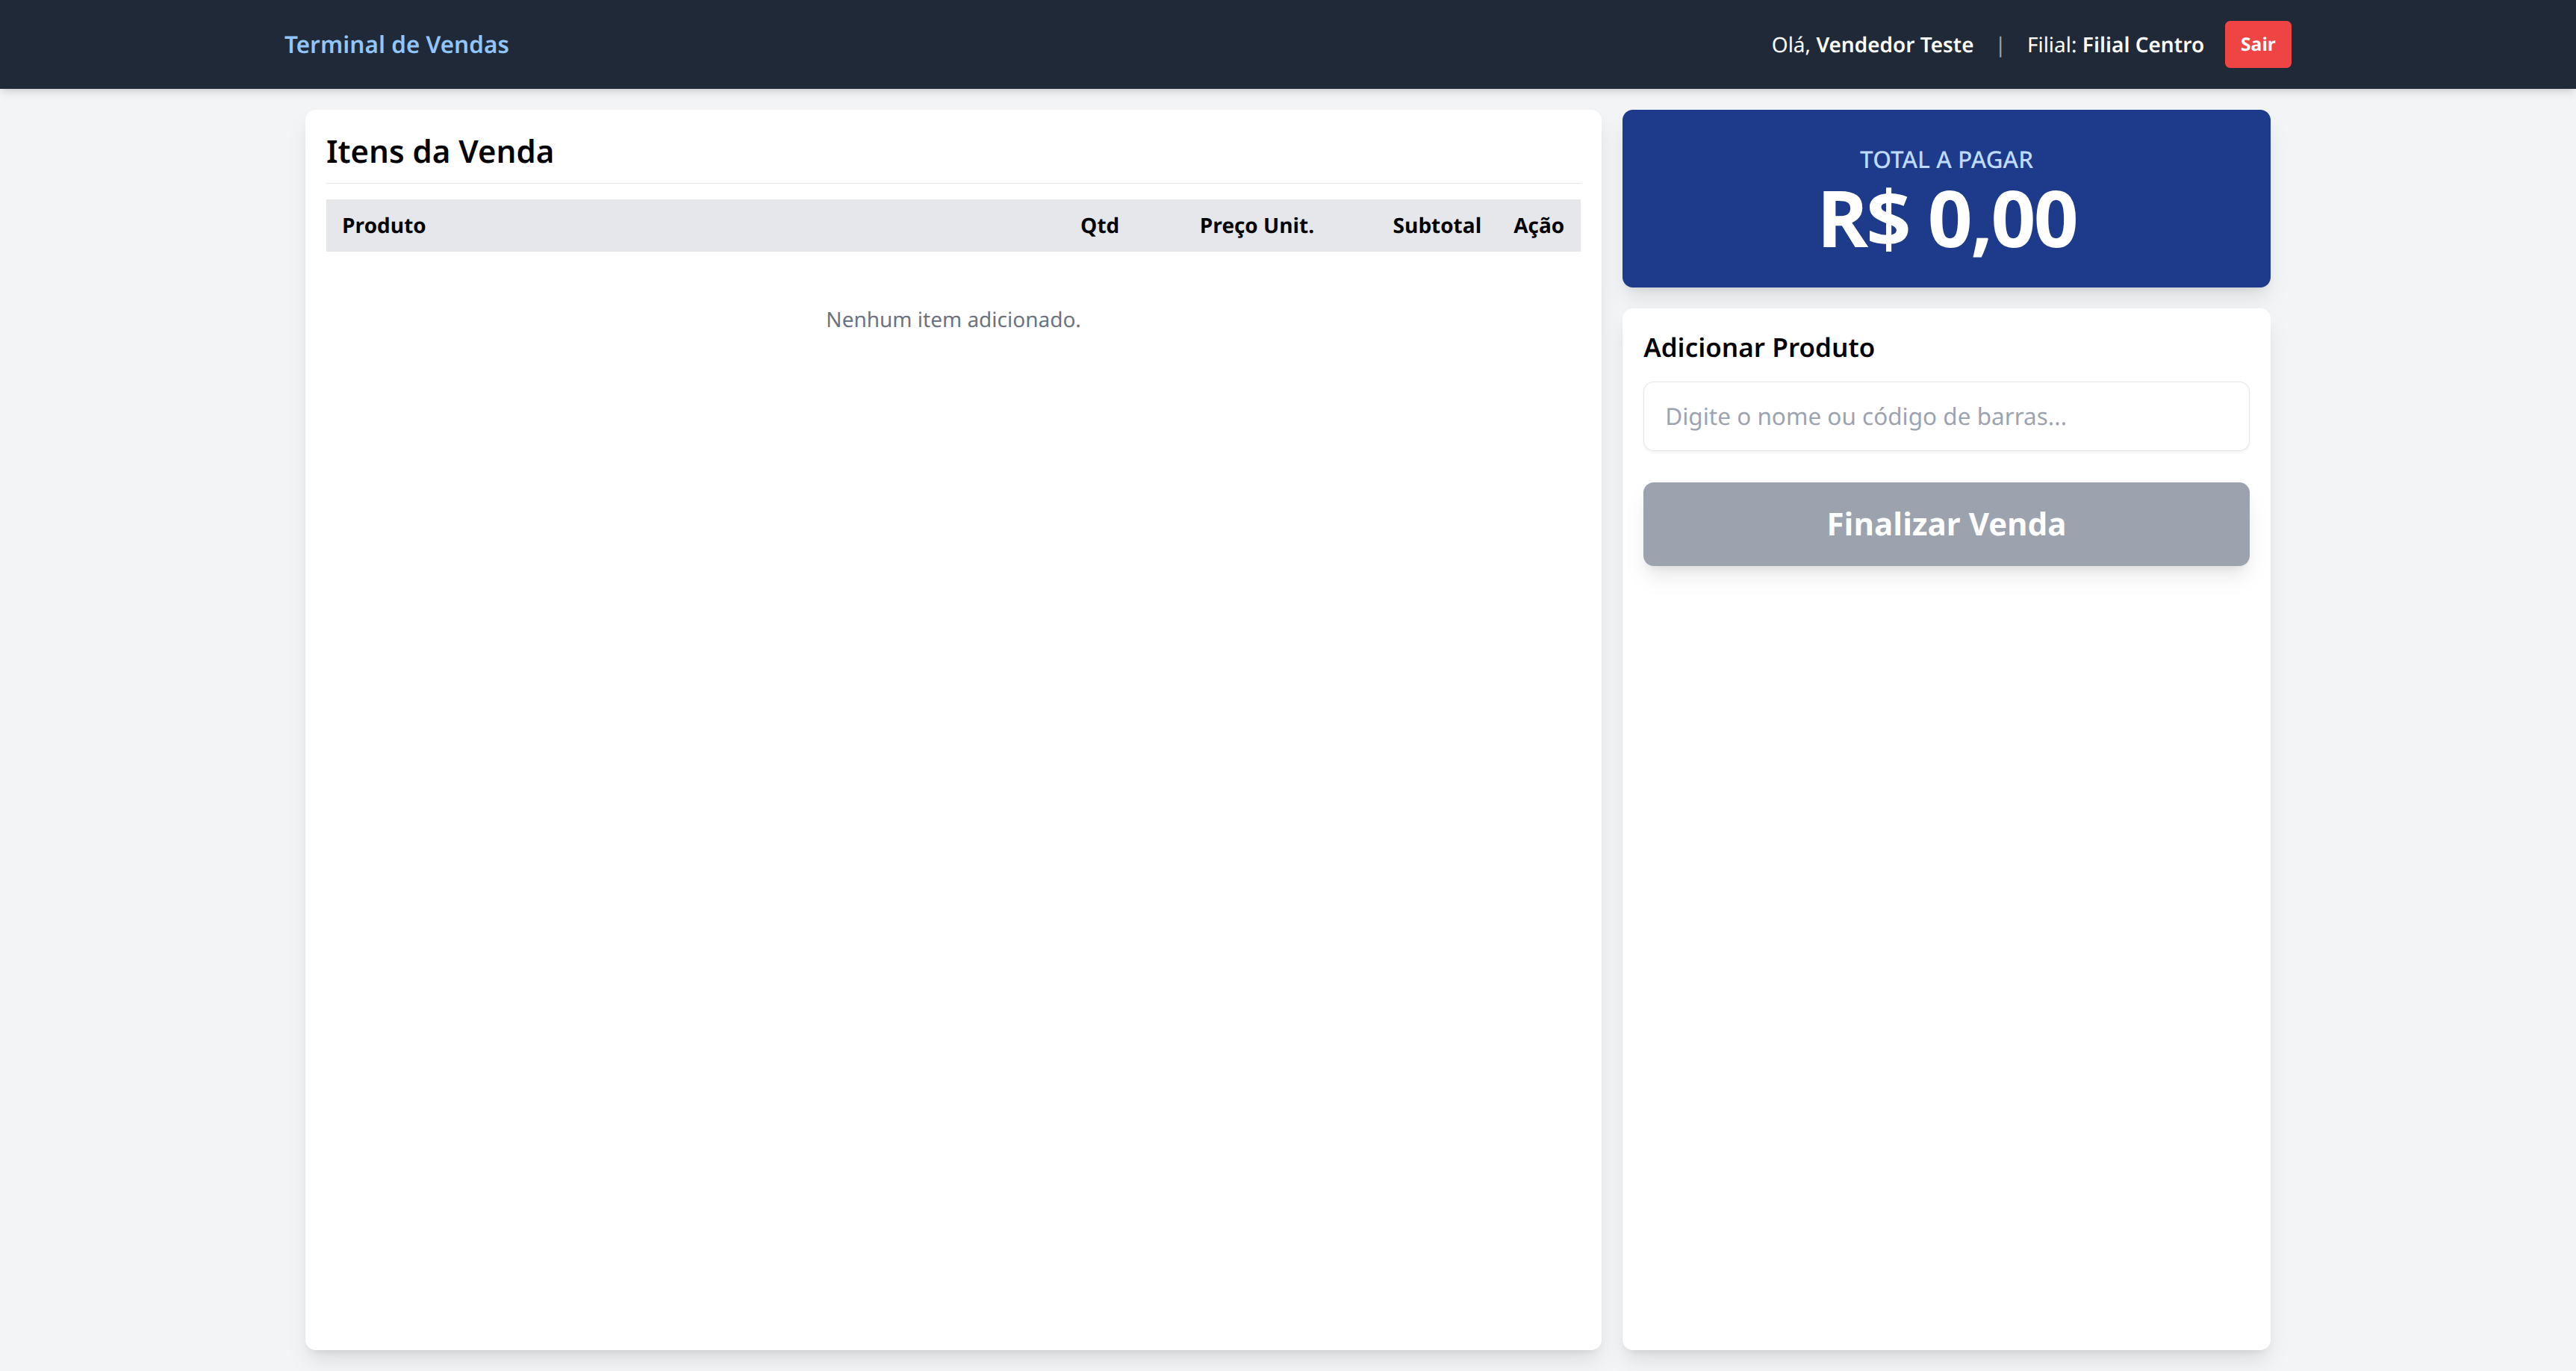 Terminal de Vendas
Olá, Vendedor Teste | Filial: Filial Centro Sair
Itens da Venda
Produto Qtd Preço Unit. Subtotal Ação
Nenhum item adicionado.
TOTAL A PAGAR
R$ 0,00
Adicionar Produto
Digite o nome ou código de barras...
Finalizar Venda